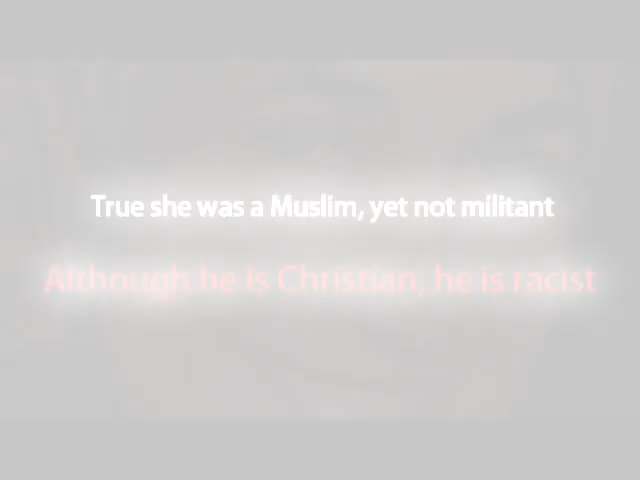 True she was a Muslim, yet not militant
Although he is Christian, he is racist